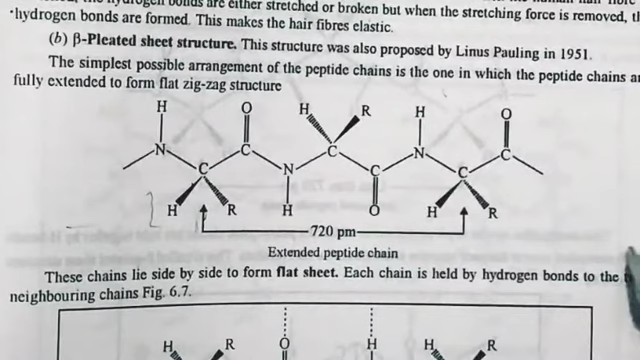 hydrogen bonds are either stretched or broken but when the stretching force is removed,
hydrogen bonds are formed. This makes the hair fibres elastic.
(b) β-Pleated sheet structure. This structure was also proposed by Linus Pauling in 1951.
The simplest possible arrangement of the peptide chains is the one in which the peptide chains
fully extended to form flat zig-zag structure
H O H R H O
N C C N C C N C C
H R H O H R
720 pm
Extended peptide chain
These chains lie side by side to form flat sheet. Each chain is held by hydrogen bonds to the
neighbouring chains Fig. 6.7.
H R O H H R